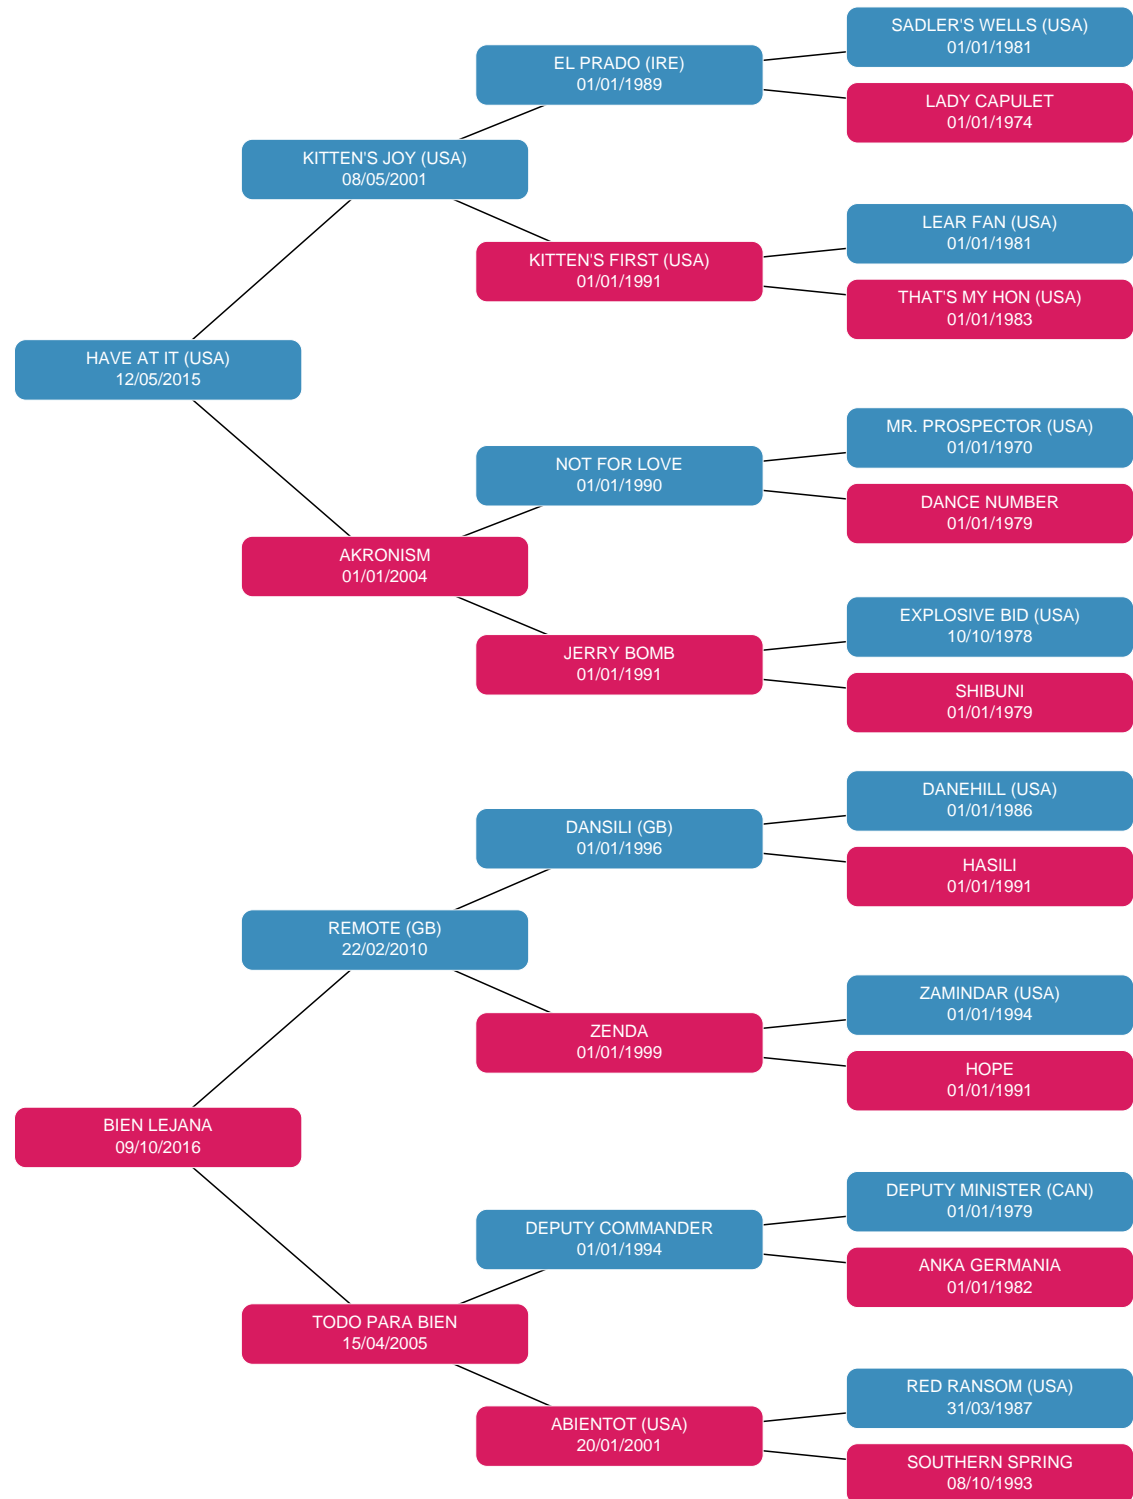 SADLER'S WELLS (USA)
01/01/1981
EL PRADO (IRE)
01/01/1989
LADY CAPULET
01/01/1974
KITTEN'S JOY (USA)
08/05/2001
LEAR FAN (USA)
01/01/1981
KITTEN'S FIRST (USA)
01/01/1991
THAT'S MY HON (USA)
01/01/1983
HAVE AT IT (USA)
12/05/2015
MR. PROSPECTOR (USA)
01/01/1970
NOT FOR LOVE
01/01/1990
DANCE NUMBER
01/01/1979
AKRONISM
01/01/2004
EXPLOSIVE BID (USA)
10/10/1978
JERRY BOMB
01/01/1991
SHIBUNI
01/01/1979
DANEHILL (USA)
01/01/1986
DANSILI (GB)
01/01/1996
HASILI
01/01/1991
REMOTE (GB)
22/02/2010
ZAMINDAR (USA)
01/01/1994
ZENDA
01/01/1999
HOPE
01/01/1991
BIEN LEJANA
09/10/2016
DEPUTY MINISTER (CAN)
01/01/1979
DEPUTY COMMANDER
01/01/1994
ANKA GERMANIA
01/01/1982
TODO PARA BIEN
15/04/2005
RED RANSOM (USA)
31/03/1987
ABIENTOT (USA)
20/01/2001
SOUTHERN SPRING
08/10/1993